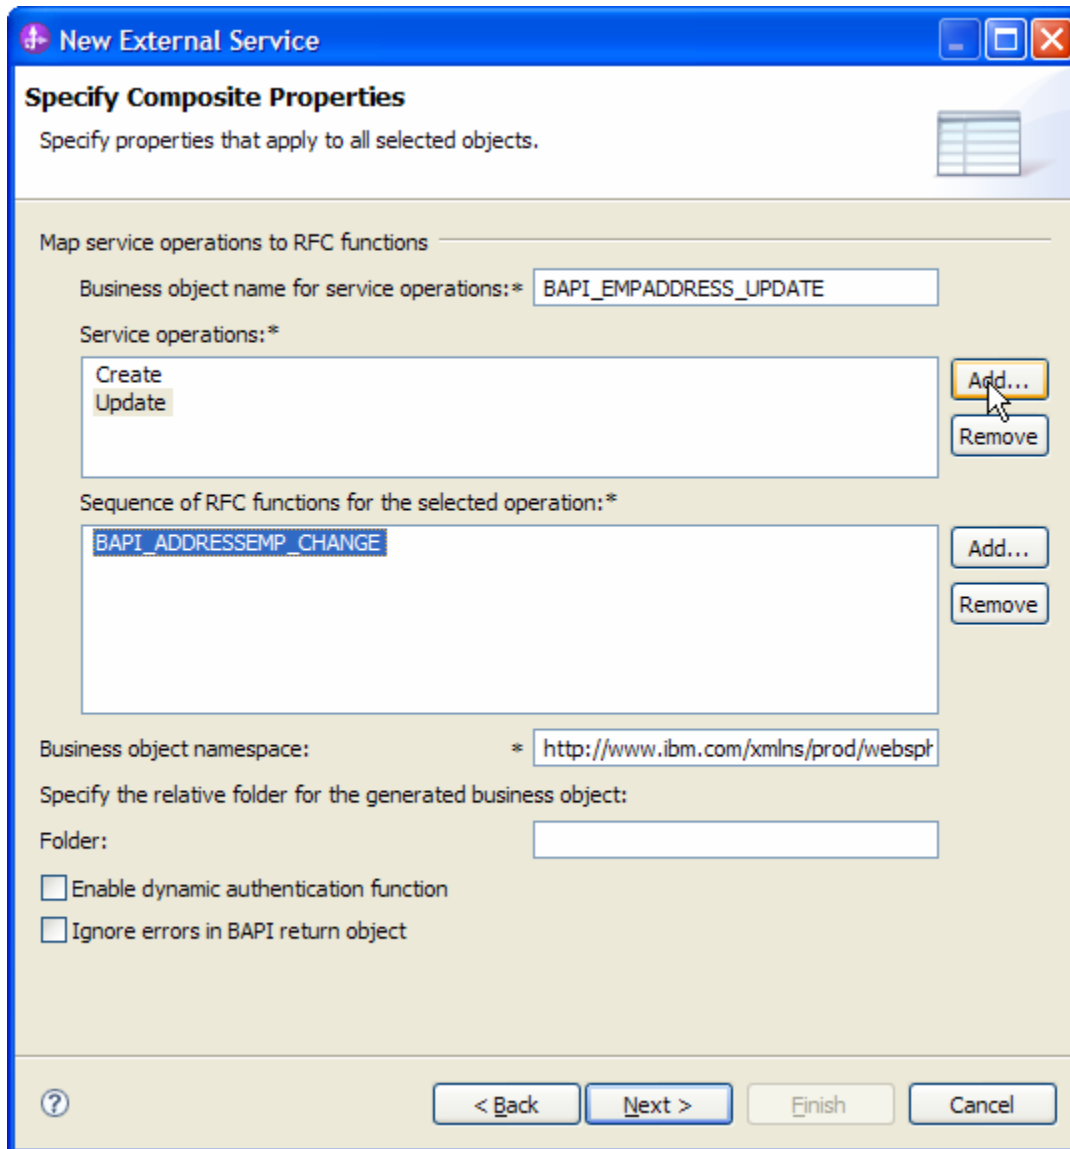 New External Service
Specify Composite Properties
Specify properties that apply to all selected objects.
Map service operations to RFC functions
Business object name for service operations:* BAPI_EMPADDRESS_UPDATE
Service operations:*
Create
Update
Add...
Remove
Sequence of RFC functions for the selected operation:*
BAPI_ADDRESSEMP_CHANGE
Add...
Remove
Business object namespace: * http://www.ibm.com/xmlns/prod/websph
Specify the relative folder for the generated business object:
Folder:
Enable dynamic authentication function
Ignore errors in BAPI return object
? < Back Next > Finish Cancel